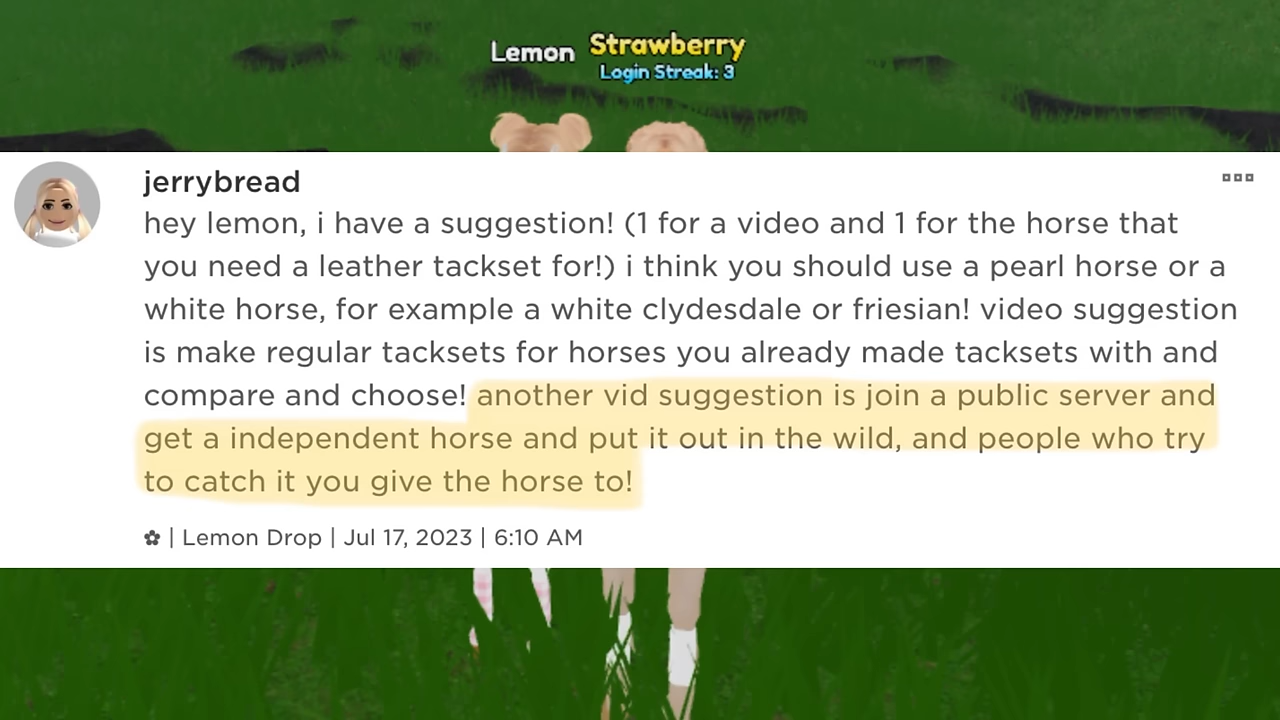 Lemon Strawberry
Login Streak: 3
jerrybread
hey lemon, i have a suggestion! (1 for a video and 1 for the horse that
you need a leather tackset for!) i think you should use a pearl horse or a
white horse, for example a white clydesdale or friesian! video suggestion
is make regular tacksets for horses you already made tacksets with and
compare and choose! another vid suggestion is join a public server and
get a independent horse and put it out in the wild, and people who try
to catch it you give the horse to!
✿ | Lemon Drop | Jul 17, 2023 | 6:10 AM